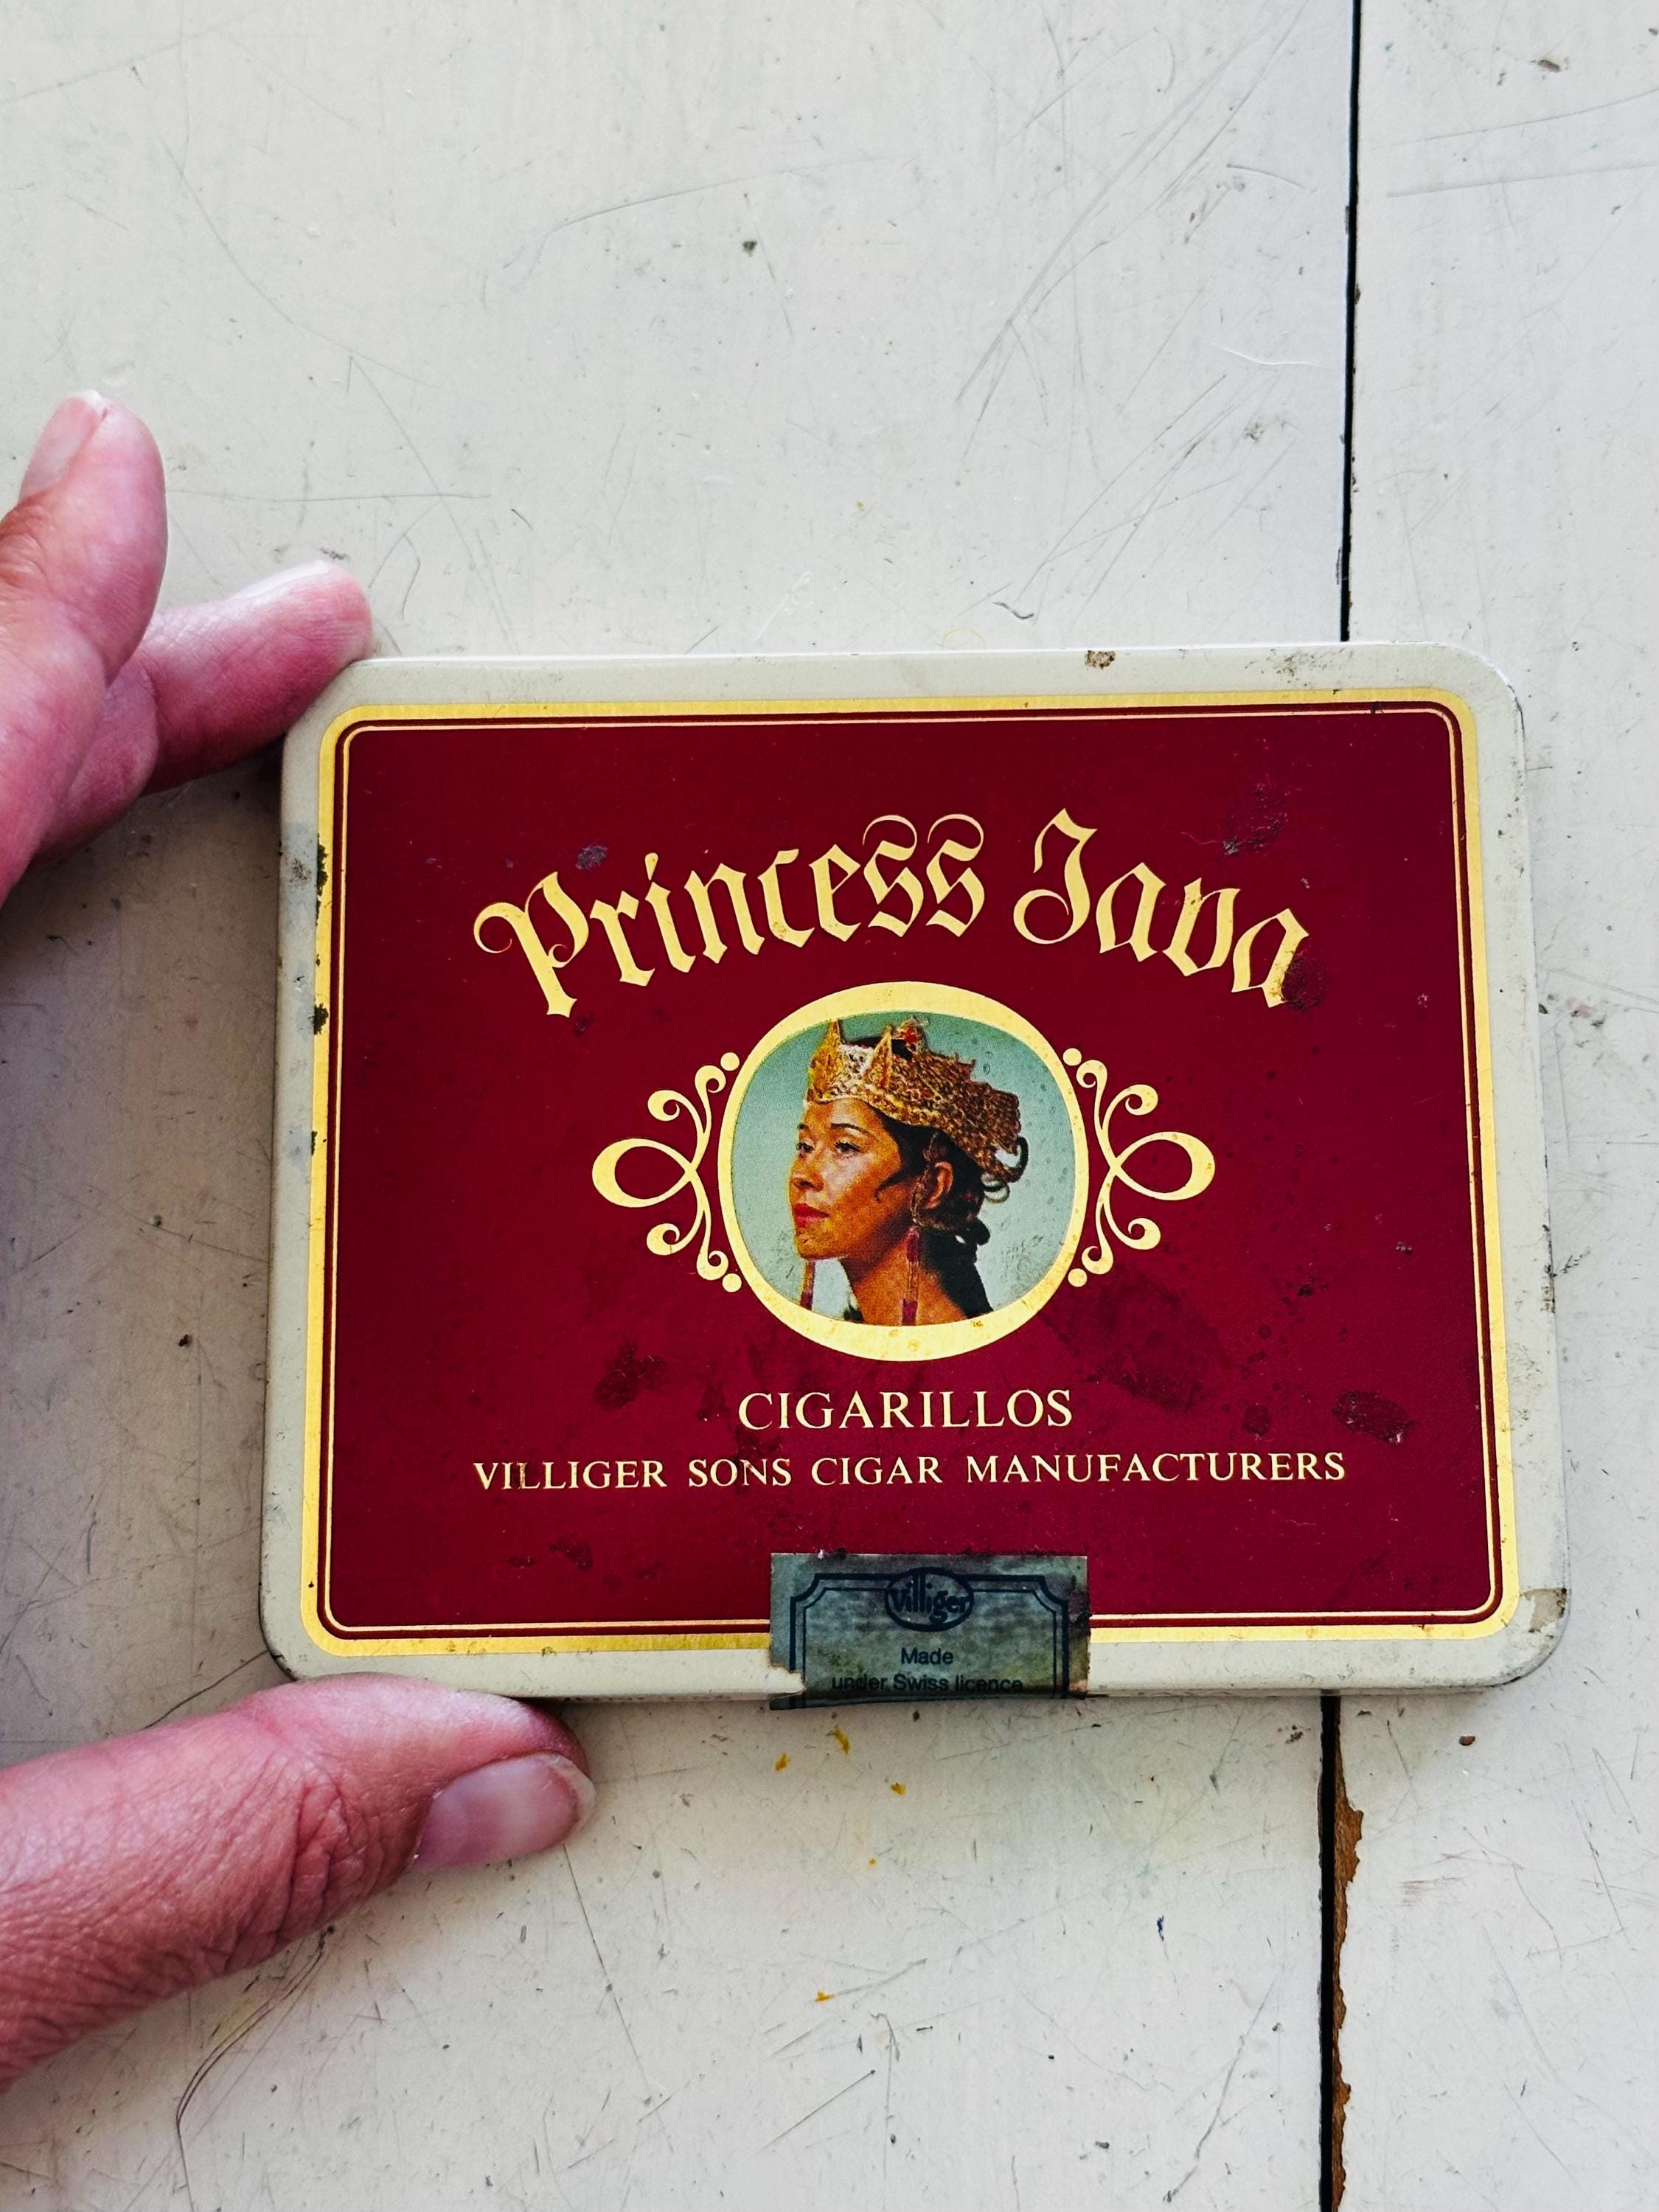 Princess Java
CIGARILLOS
VILLIGER SONS CIGAR MANUFACTURERS
Villiger
Made
under Swiss licence